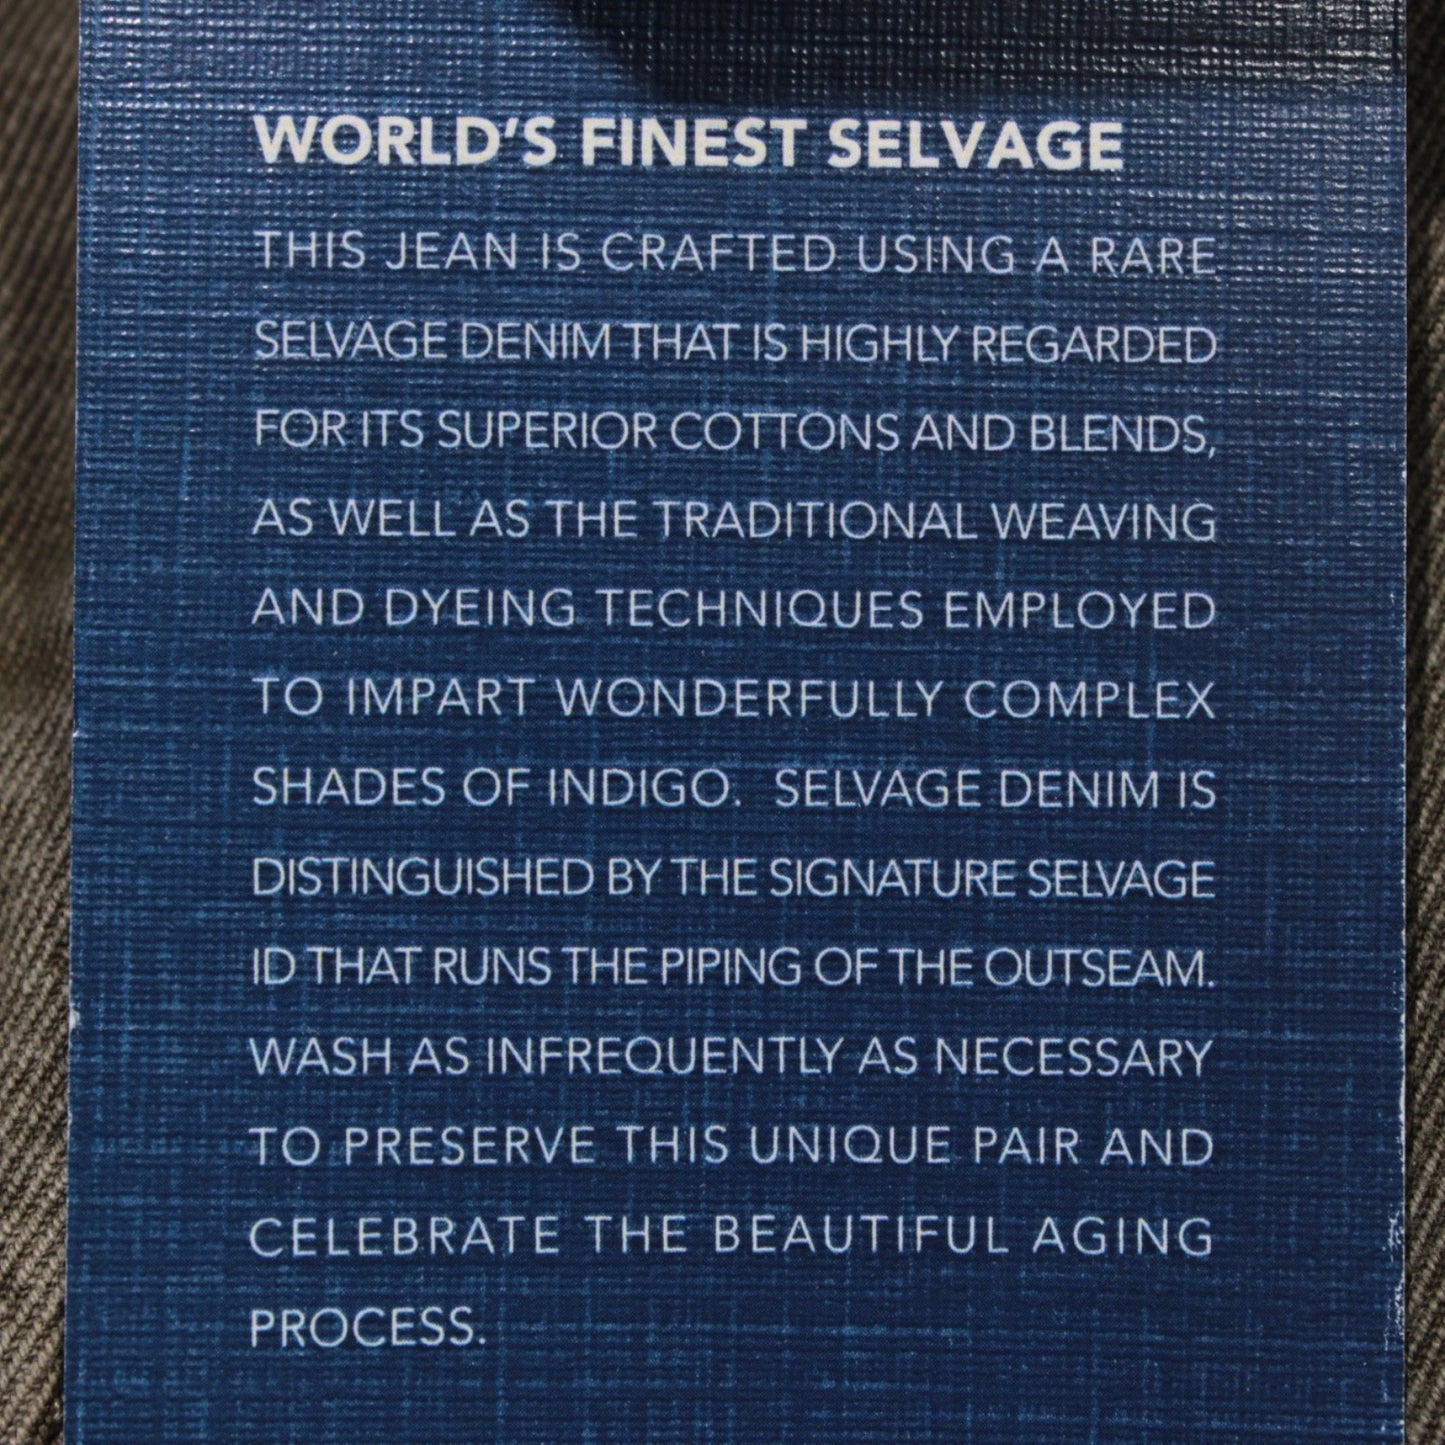 WORLD'S FINEST SELVAGE
THIS JEAN IS CRAFTED USING A RARE
SELVAGE DENIM THAT IS HIGHLY REGARDED
FOR ITS SUPERIOR COTTONS AND BLENDS,
AS WELL AS THE TRADITIONAL WEAVING
AND DYEING TECHNIQUES EMPLOYED
TO IMPART WONDERFULLY COMPLEX
SHADES OF INDIGO.  SELVAGE DENIM IS
DISTINGUISHED BY THE SIGNATURE SELVAGE
ID THAT RUNS THE PIPING OF THE OUTSEAM.
WASH AS INFREQUENTLY AS NECESSARY
TO PRESERVE THIS UNIQUE PAIR AND
CELEBRATE THE BEAUTIFUL AGING
PROCESS.